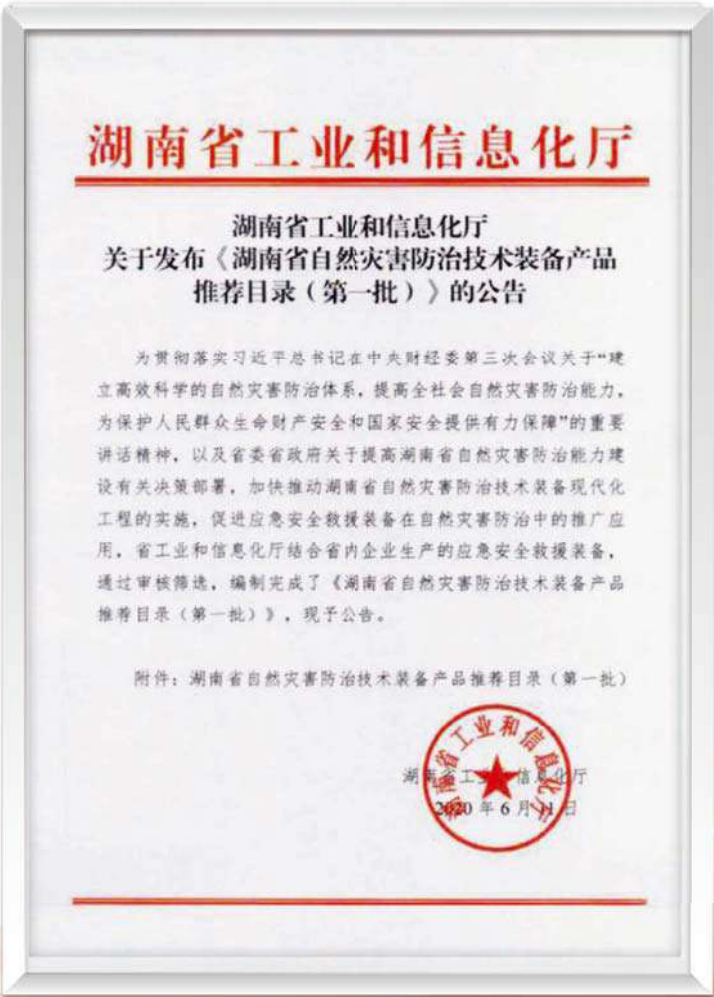 湖南省工业和信息化厅
湖南省工业和信息化厅
关于发布《湖南省自然灾害防治技术装备产品
推荐目录（第一批）》的公告
为贯彻落实习近平总书记在中央财经委第三次会议关于“建
立高效科学的自然灾害防治体系，提高全社会自然灾害防治能力，
为保护人民群众生命财产安全和国家安全提供有力保障”的重要
讲话精神，以及省委省政府关于提高湖南省自然灾害防治能力建
设有关决策部署，加快推动湖南省自然灾害防治技术装备现代化
工程的实施，促进应急安全救援装备在自然灾害防治中的推广应
用，省工业和信息化厅结合省内企业生产的应急安全救援装备，
通过审核筛选，编制完成了《湖南省自然灾害防治技术装备产品
推荐目录（第一批）》，现予公告。
附件：湖南省自然灾害防治技术装备产品推荐目录（第一批）
湖南省工业和信息化厅
2020年6月11日
湖南省工业和信息化厅